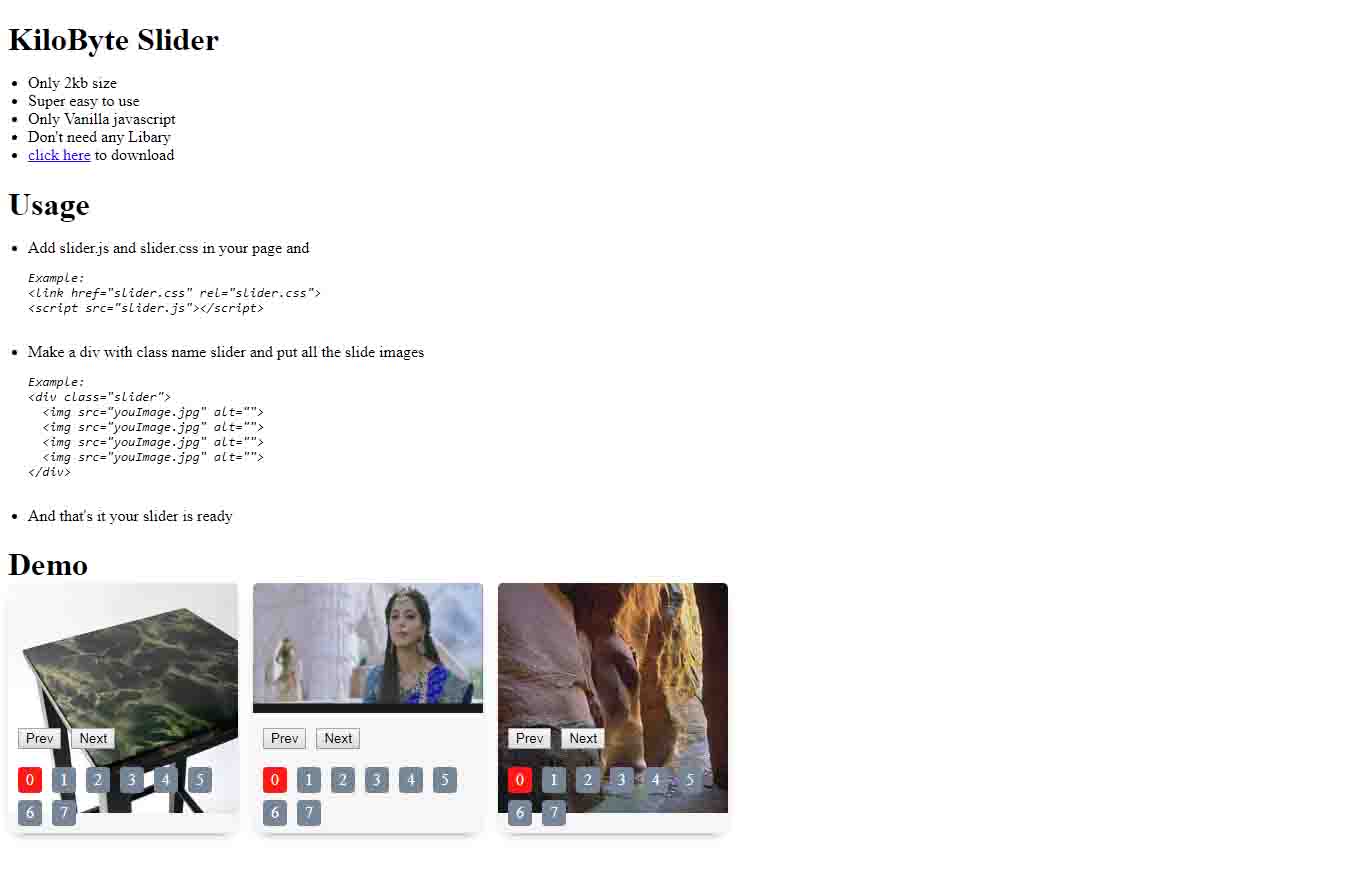 KiloByte Slider
Only 2kb size
Super easy to use
Only Vanilla javascript
Don't need any Libary
click here to download
Usage
Add slider.js and slider.css in your page and
Example:
<link href="slider.css" rel="slider.css">
<script src="slider.js"></script>
Make a div with class name slider and put all the slide images
Example:
<div class="slider">
  <img src="youImage.jpg" alt="">
  <img src="youImage.jpg" alt="">
  <img src="youImage.jpg" alt="">
  <img src="youImage.jpg" alt="">
</div>
And that's it your slider is ready
Demo
Prev Next
0 1 2 3 4 5
6 7
Prev Next
0 1 2 3 4 5
6 7
Prev Next
0 1 2 3 4 5
6 7